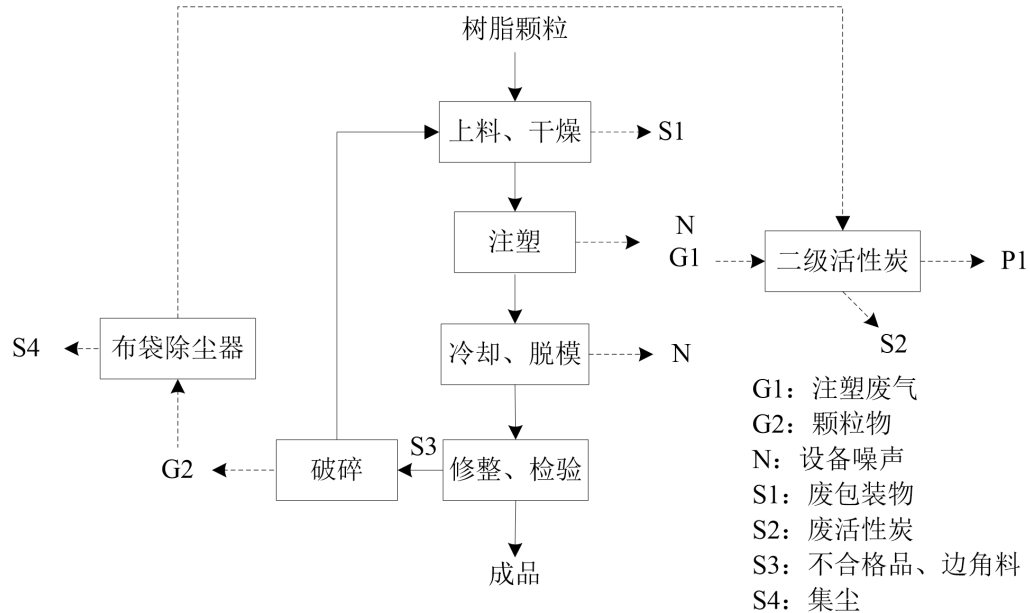 树脂颗粒
上料、干燥
S1
注塑
N
G1
二级活性炭
P1
S2
S4
布袋除尘器
冷却、脱模
N
G2
破碎
S3
修整、检验
成品
G1：注塑废气
G2：颗粒物
N：设备噪声
S1：废包装物
S2：废活性炭
S3：不合格品、边角料
S4：集尘